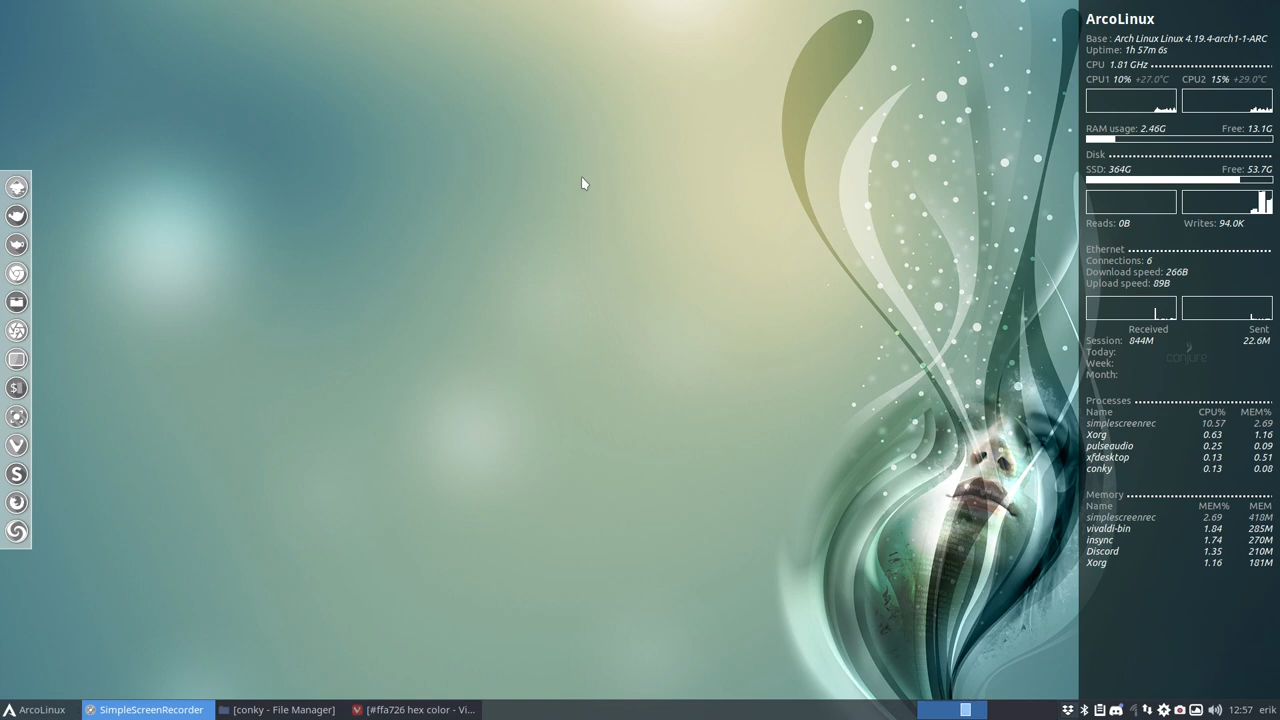 ArcoLinux
Base : Arch Linux Linux 4.19.4-arch1-1-ARC
Uptime: 1h 57m 6s
CPU 1.81 GHz
CPU1 10% +27.0°C CPU2 15% +29.0°C
RAM usage: 2.46G Free: 13.1G
Disk
SSD: 364G Free: 53.7G
Reads: 0B Writes: 94.0K
Ethernet
Connections: 6
Download speed: 266B
Upload speed: 89B
Received Sent
Session: 844M 22.6M
Today:
Week:
Month:
conjure
Processes
Name CPU% MEM%
simplescreenrec 10.57 2.69
Xorg 0.63 1.16
pulseaudio 0.25 0.09
xfdesktop 0.13 0.51
conky 0.13 0.08
Memory
Name MEM% MEM
simplescreenrec 2.69 418M
vivaldi-bin 1.84 285M
insync 1.74 270M
Discord 1.35 210M
Xorg 1.16 181M
ArcoLinux SimpleScreenRecorder [conky - File Manager] [#ffa726 hex color - Vi... 12:57 erik